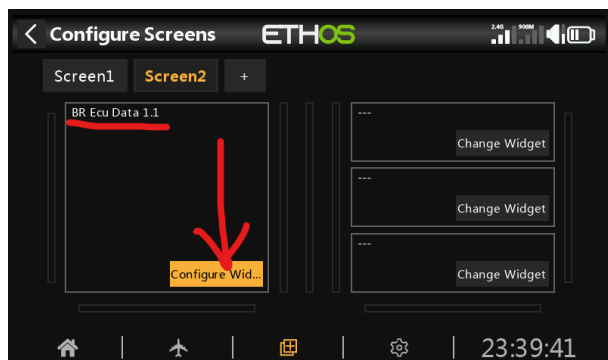 Configure Screens
ETHOS
2.4G 900M
Screen1 Screen2 +
BR Ecu Data 1.1
Configure Wid...
---
Change Widget
---
Change Widget
---
Change Widget
23:39:41